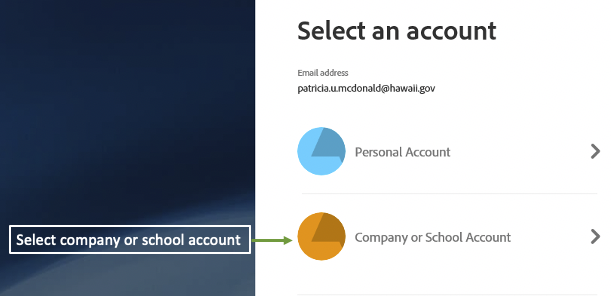 Select an account
Email address
patricia.u.mcdonald@hawaii.gov
Personal Account
Select company or school account
Company or School Account